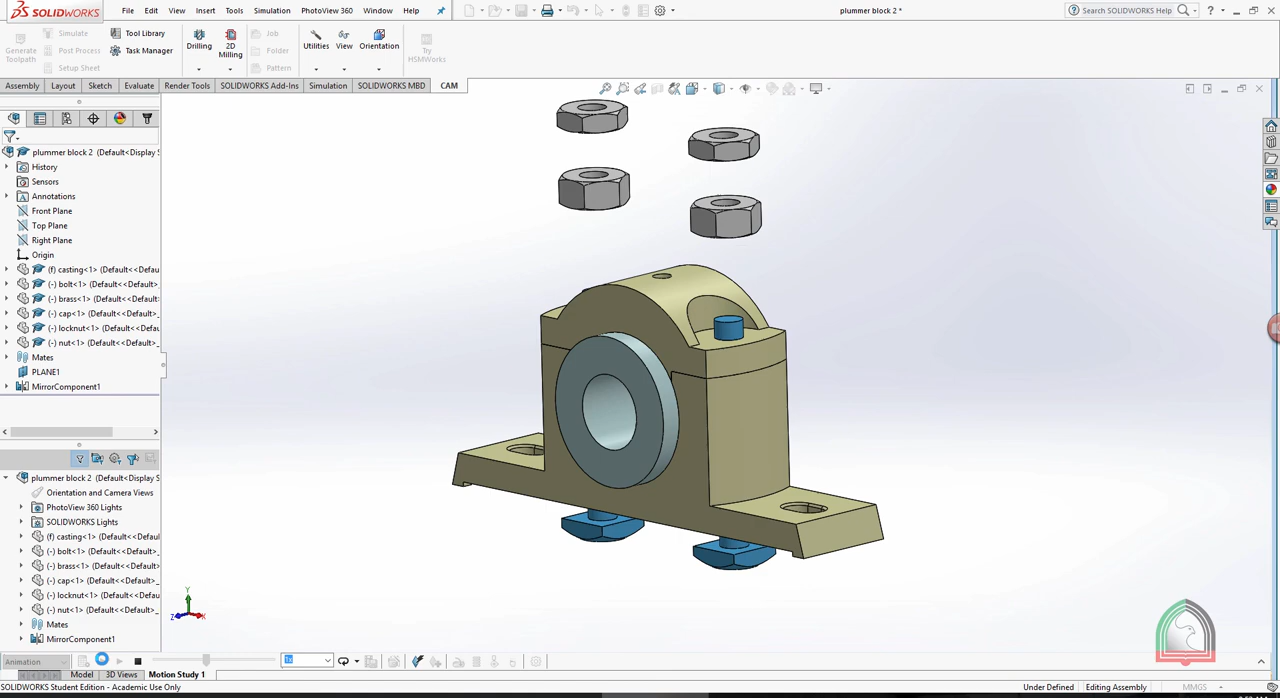 SOLIDWORKS
File Edit View Insert Tools Simulation PhotoView 360 Window Help
plummer block 2 *
Search SOLIDWORKS Help
Generate Toolpath
Simulate
Post Process
Setup Sheet
Tool Library
Task Manager
Drilling
2D Milling
Job
Folder
Pattern
Utilities
View
Orientation
Try HSMWorks
Assembly Layout Sketch Evaluate Render Tools SOLIDWORKS Add-Ins Simulation SOLIDWORKS MBD CAM
plummer block 2 (Default<Display S
History
Sensors
Annotations
Front Plane
Top Plane
Right Plane
Origin
(f) casting<1> (Default<<Defau
(-) bolt<1> (Default<<Default>
(-) brass<1> (Default<<Default
(-) cap<1> (Default<<Default>_
(-) locknut<1> (Default<<Defa
(-) nut<1> (Default<<Default>_
Mates
PLANE1
MirrorComponent1
plummer block 2 (Default<Display S
Orientation and Camera Views
PhotoView 360 Lights
SOLIDWORKS Lights
(f) casting<1> (Default<<Defau
(-) bolt<1> (Default<<Default>_
(-) brass<1> (Default<<Default
(-) cap<1> (Default<<Default>_
(-) locknut<1> (Default<<Defa
(-) nut<1> (Default<<Default>_
Mates
MirrorComponent1
Y
Z
X
Animation
1x
Model 3D Views Motion Study 1
SOLIDWORKS Student Edition - Academic Use Only
Under Defined Editing Assembly MMGS